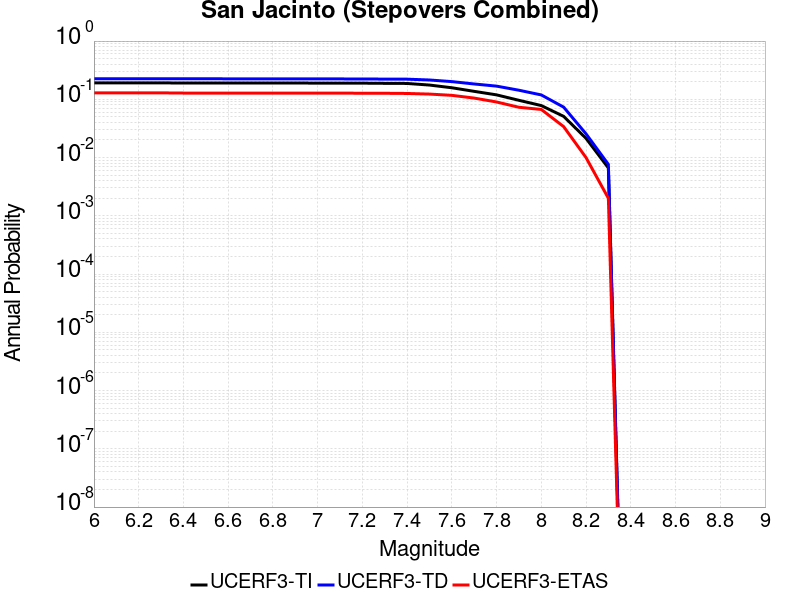 San Jacinto (Stepovers Combined)
10^0
10^-1
10^-2
10^-3
10^-4
10^-5
10^-6
10^-7
10^-8
Annual Probability
6 6.2 6.4 6.6 6.8 7 7.2 7.4 7.6 7.8 8 8.2 8.4 8.6 8.8 9
Magnitude
UCERF3-TI UCERF3-TD UCERF3-ETAS